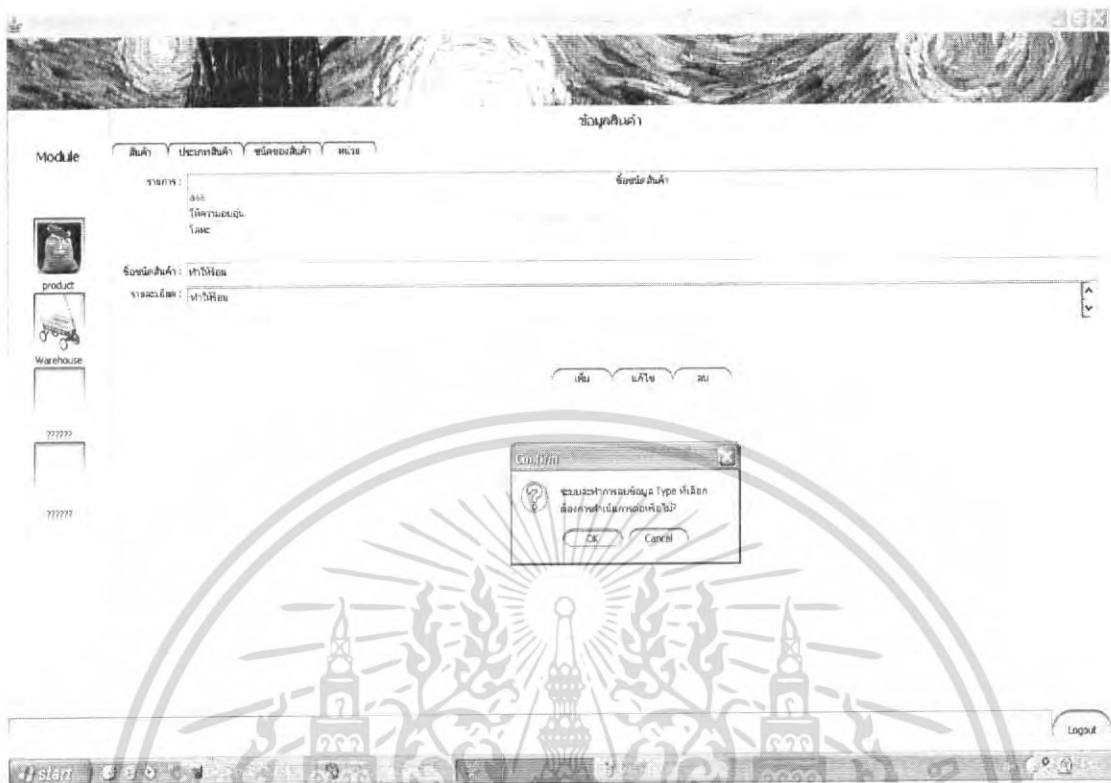 ข้อมูลสินค้า
Module
สินค้า ประเภทสินค้า ชนิดของสินค้า หน่วย
รายการ :
ชื่อชนิดสินค้า
ให้ความอบอุ่น
โลหะ
product
ชื่อชนิดสินค้า : ทำให้ร้อน
รายละเอียด : ทำให้ร้อน
Warehouse
เพิ่ม แก้ไข ลบ
??????
??????
Confirm
ระบบจะทำการลบข้อมูล Type ที่เลือก
ต้องการดำเนินการต่อหรือไม่?
OK Cancel
Logout
start